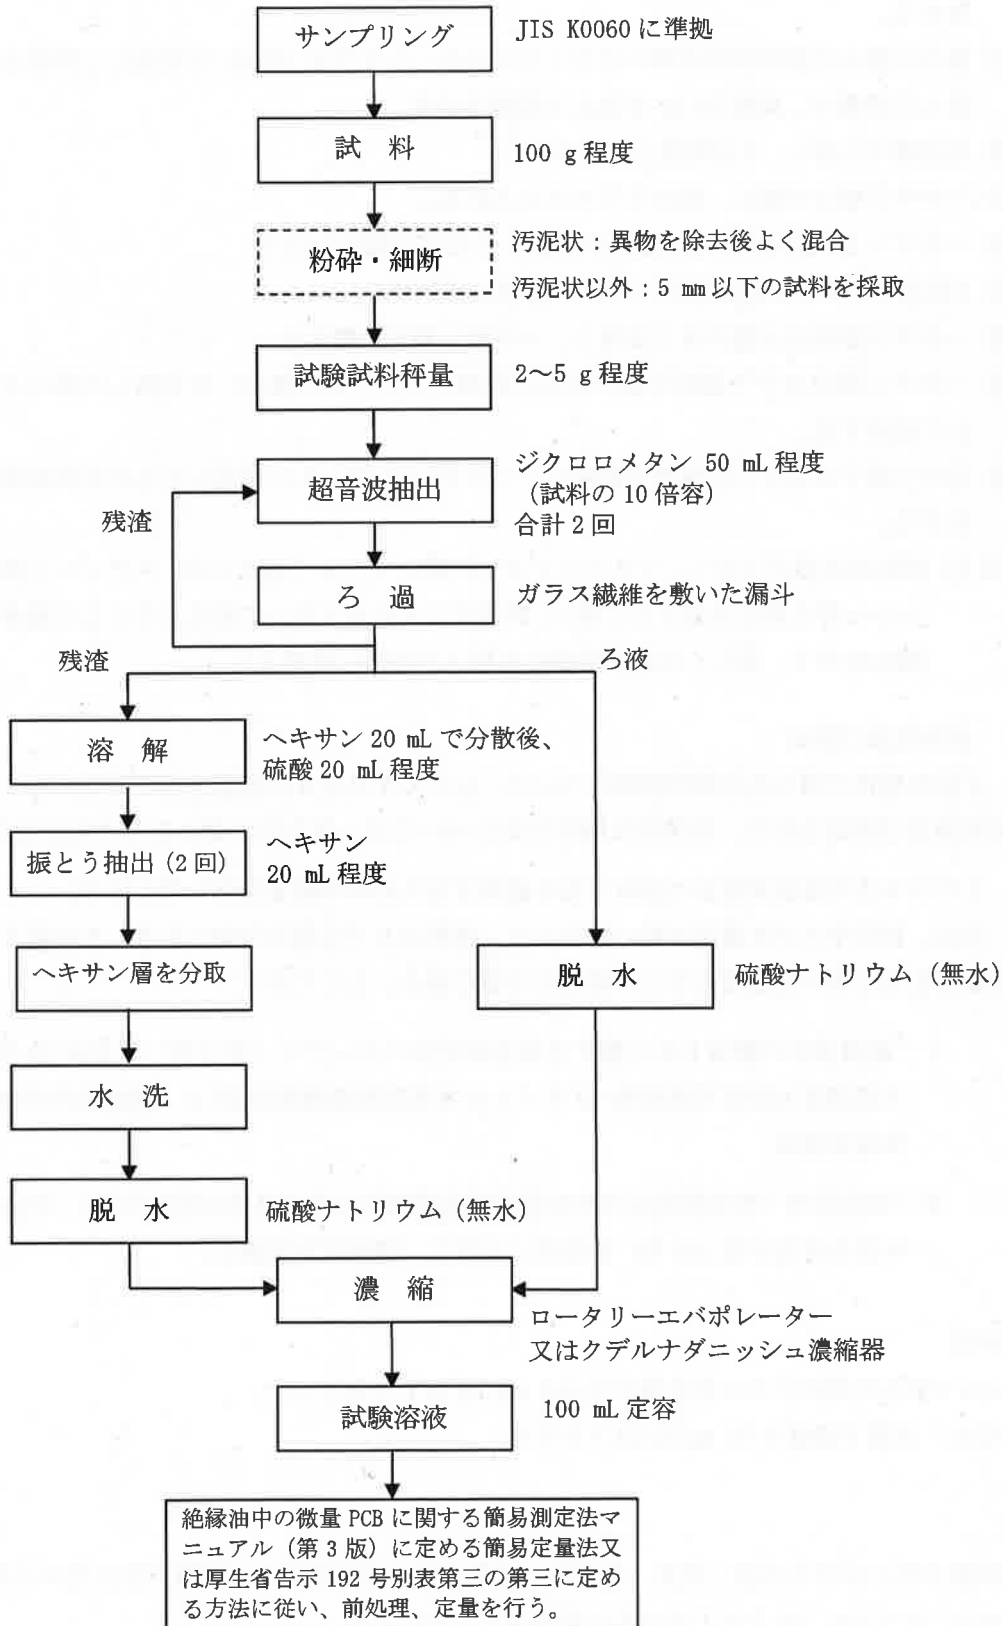 サンプリング
JIS K0060 に準拠
試 料
100 g 程度
粉砕・細断
汚泥状：異物を除去後よく混合
汚泥状以外：5 mm 以下の試料を採取
試験試料秤量
2～5 g 程度
超音波抽出
ジクロロメタン 50 mL 程度
（試料の 10 倍容）
合計 2 回
残渣
ろ 過
ガラス繊維を敷いた漏斗
残渣
ろ液
溶 解
ヘキサン 20 mL で分散後、
硫酸 20 mL 程度
振とう抽出（2 回）
ヘキサン
20 mL 程度
ヘキサン層を分取
脱 水
硫酸ナトリウム（無水）
水 洗
脱 水
硫酸ナトリウム（無水）
濃 縮
ロータリーエバポレーター
又はクデルナダニッシュ濃縮器
試験溶液
100 mL 定容
絶縁油中の微量 PCB に関する簡易測定法マ
ニュアル（第 3 版）に定める簡易定量法又
は厚生省告示 192 号別表第三の第三に定め
る方法に従い、前処理、定量を行う。